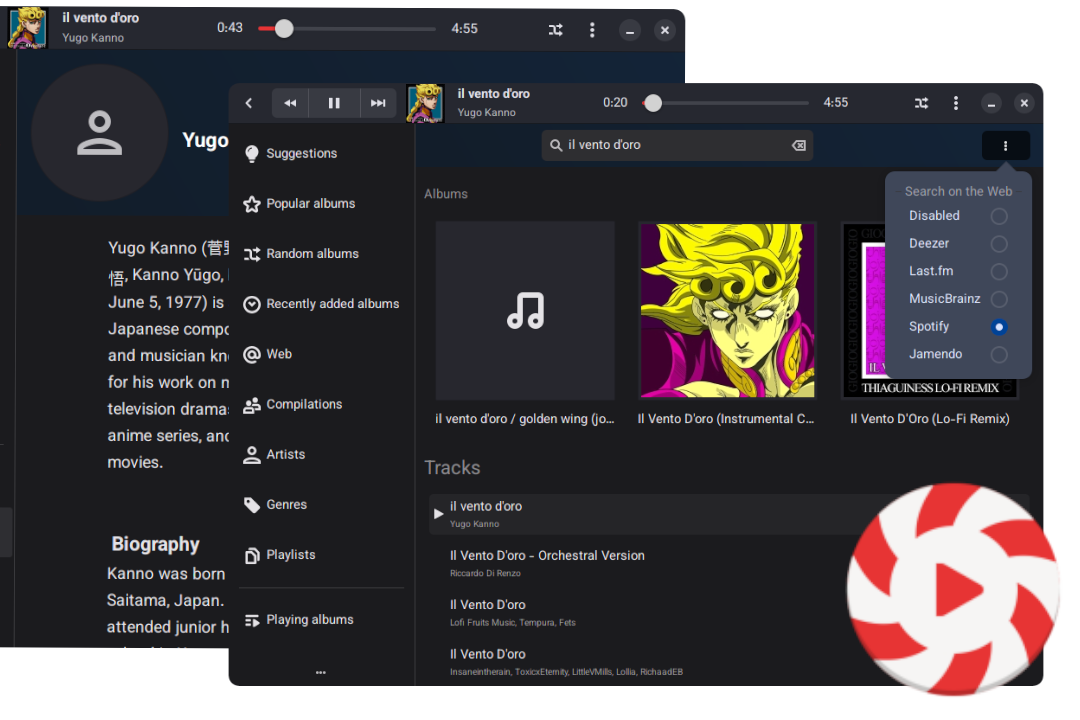 il vento d'oro
Yugo Kanno
0:43
4:55
Yugo
Yugo Kanno (菅野
悟, Kanno Yūgo,
June 5, 1977) is
Japanese compo
and musician kn
for his work on
television drama
anime series, and
movies.
Biography
Kanno was born
Saitama, Japan.
attended junior h
il vento d'oro
Yugo Kanno
0:20
4:55
Suggestions
Popular albums
Random albums
Recently added albums
Web
Compilations
Artists
Genres
Playlists
Playing albums
il vento d'oro
Search on the Web
Disabled
Deezer
Last.fm
MusicBrainz
Spotify
Jamendo
Albums
THIAGUINESS LO-FI REMIX
il vento d'oro / golden wing (jo...
Il Vento D'oro (Instrumental C...
Il Vento D'Oro (Lo-Fi Remix)
Tracks
il vento d'oro
Yugo Kanno
Il Vento D'oro - Orchestral Version
Riccardo Di Renzo
Il Vento D'Oro
Lofi Fruits Music, Tempura, Fets
Il Vento D'oro
Insaneintherain, ToxicxEternity, LittleVMills, Lollia, RichaadEB